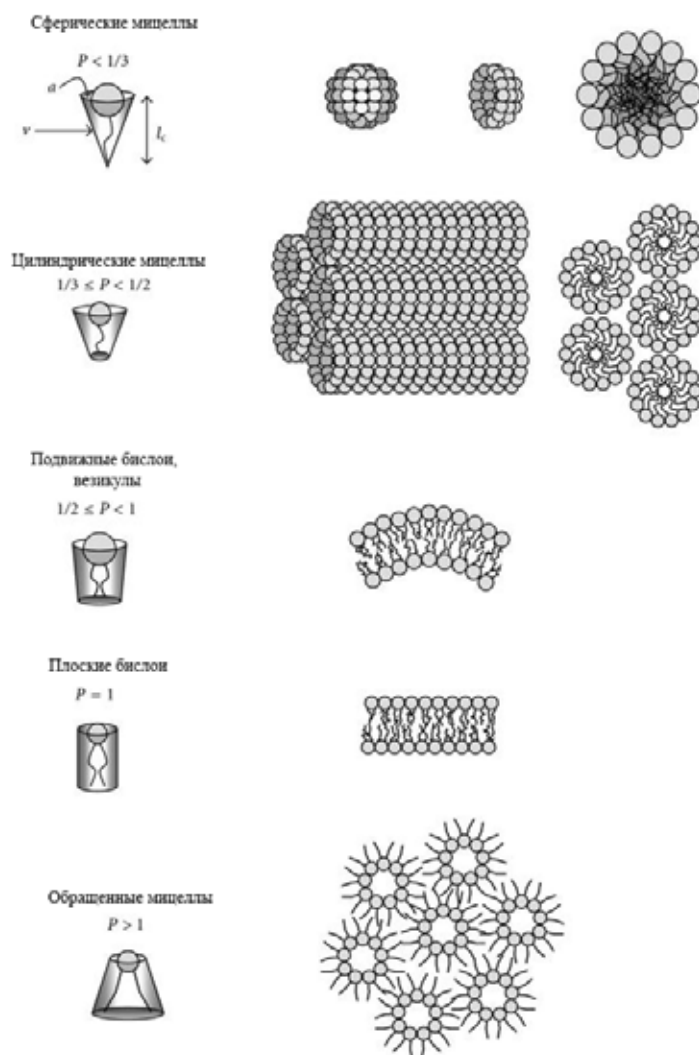 Сферические мицеллы
P < 1/3
a
v
l_c
Цилиндрические мицеллы
1/3 ≤ P < 1/2
Подвижные бислои,
везикулы
1/2 ≤ P < 1
Плоские бислои
P = 1
Обращенные мицеллы
P > 1